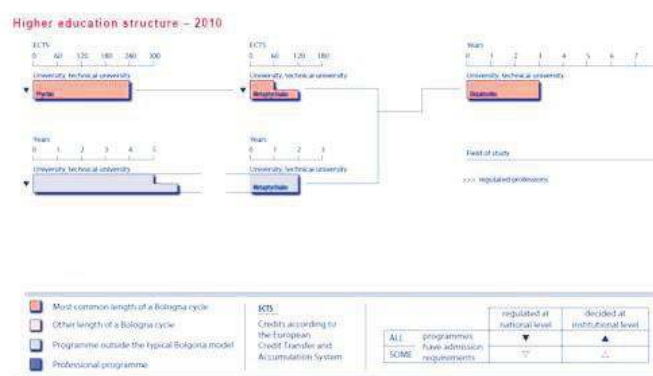 Higher education structure – 2010
ECTS
0 60 120 180 240 300
University, technical university
Ptychio
ECTS
0 60 120 180
University, technical university
Metaptychiako
Years
0 1 2 3 4 5 6 7
University, technical university
Didaktoriko
Years
0 1 2 3 4 5
University, technical university
Years
0 1 2 3
University, technical university
Metaptychiako
Field of study
>>> regulated professions
Most common length of a Bologna cycle
Other length of a Bologna cycle
Programme outside the typical Bolgona model
Professional programme
ECTS
Credits according to
the European
Credit Transfer and
Accumulation System
regulated at
national level
decided at
institutional level
ALL
SOME
programmes
have admission
requirements